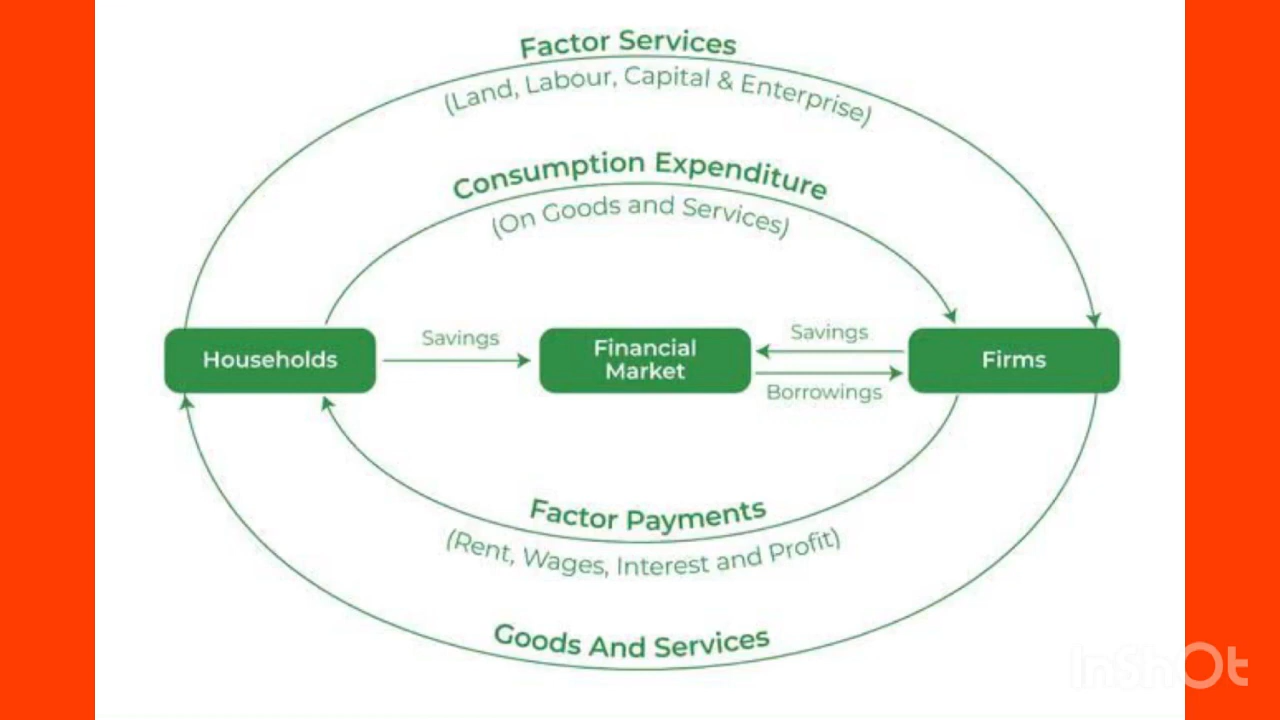 Factor Services
(Land, Labour, Capital & Enterprise)
Consumption Expenditure
(On Goods and Services)
Households
Savings
Financial
Market
Savings
Borrowings
Firms
Factor Payments
(Rent, Wages, Interest and Profit)
Goods And Services
InShOt